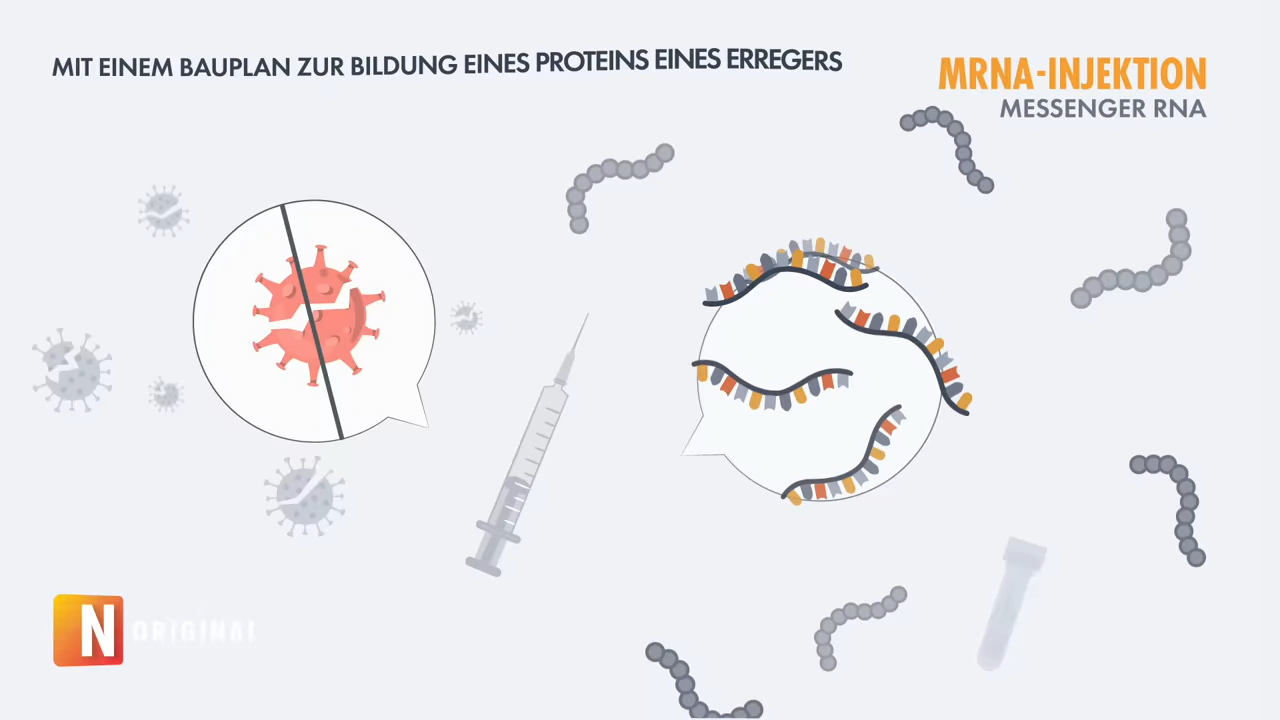 MIT EINEM BAUPLAN ZUR BILDUNG EINES PROTEINS EINES ERREGERS
MRNA-INJEKTION
MESSENGER RNA
N ORIGINAL